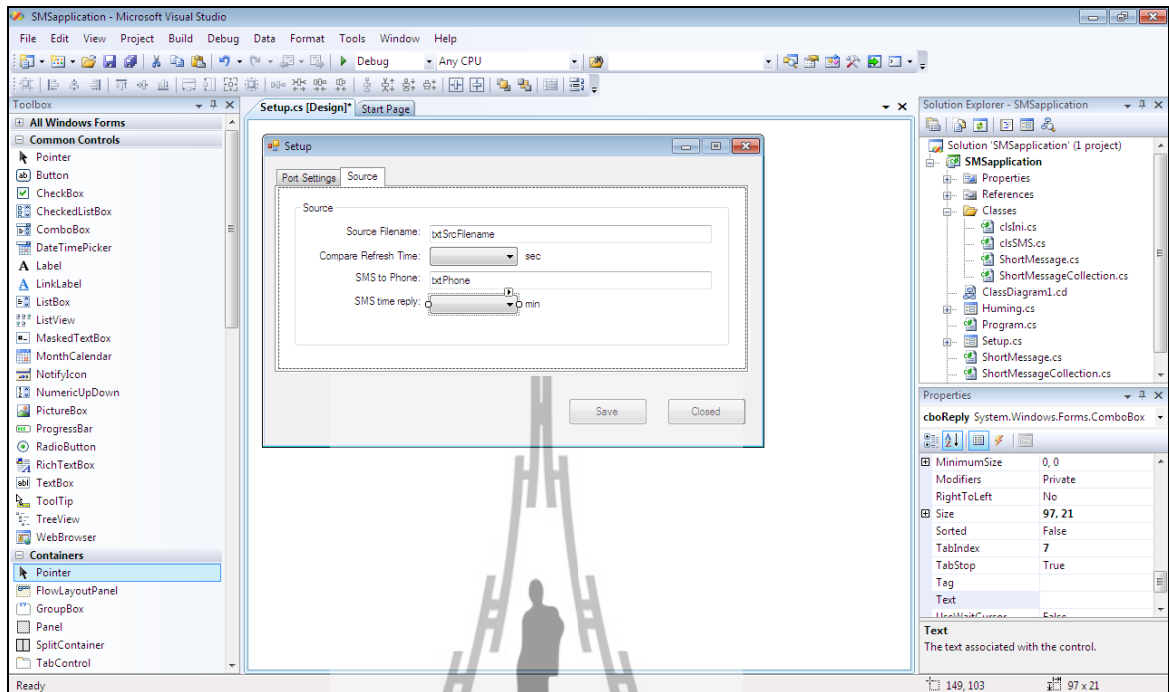 SMSapplication - Microsoft Visual Studio
File Edit View Project Build Debug Data Format Tools Window Help
Debug Any CPU
Toolbox
All Windows Forms
Common Controls
Pointer
Button
CheckBox
CheckedListBox
ComboBox
DateTimePicker
Label
LinkLabel
ListBox
ListView
MaskedTextBox
MonthCalendar
NotifyIcon
NumericUpDown
PictureBox
ProgressBar
RadioButton
RichTextBox
TextBox
ToolTip
TreeView
WebBrowser
Containers
Pointer
FlowLayoutPanel
GroupBox
Panel
SplitContainer
TabControl
Setup.cs [Design]* Start Page
Setup
Port Settings Source
Source
Source Filename: txtSrcFilename
Compare Refresh Time: sec
SMS to Phone: txtPhone
SMS time reply: min
Save Closed
Solution Explorer - SMSapplication
Solution 'SMSapplication' (1 project)
SMSapplication
Properties
References
Classes
clsIni.cs
clsSMS.cs
ShortMessage.cs
ShortMessageCollection.cs
ClassDiagram1.cd
Huming.cs
Program.cs
Setup.cs
ShortMessage.cs
ShortMessageCollection.cs
Properties
cboReply System.Windows.Forms.ComboBox
MinimumSize 0, 0
Modifiers Private
RightToLeft No
Size 97, 21
Sorted False
TabIndex 7
TabStop True
Tag
Text
UseWaitCursor False
Text
The text associated with the control.
Ready 149, 103 97 x 21